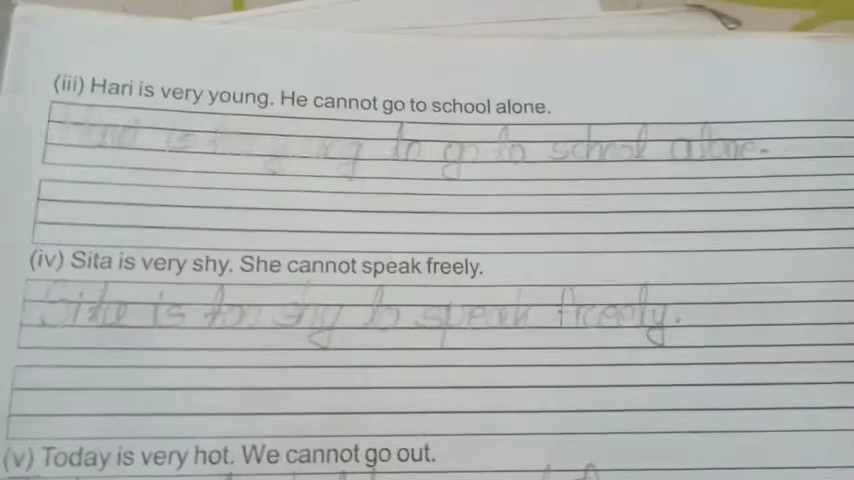 (iii) Hari is very young. He cannot go to school alone.
Hari is too young to go to school alone.
(iv) Sita is very shy. She cannot speak freely.
Sita is too shy to speak freely.
(v) Today is very hot. We cannot go out.